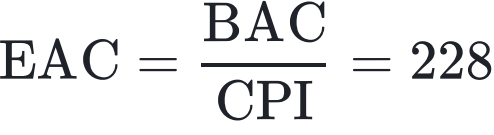 EAC = BAC / CPI = 228